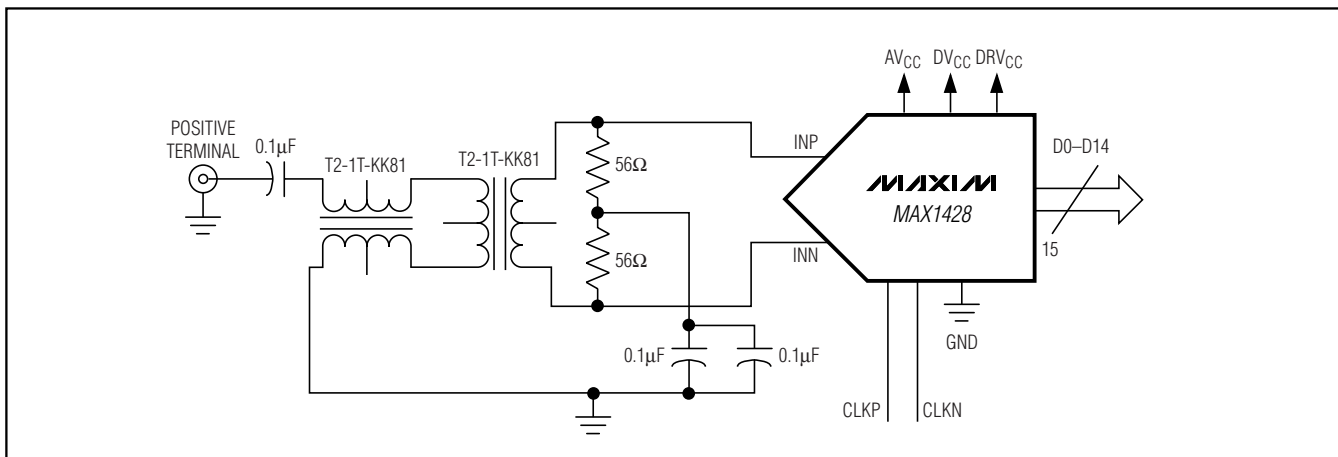 AVCC DVCC DRVCC
POSITIVE
TERMINAL
0.1µF
T2-1T-KK81
T2-1T-KK81
56Ω
56Ω
INP
INN
MAXIM
MAX1428
D0–D14
15
GND
0.1µF
0.1µF
CLKP
CLKN